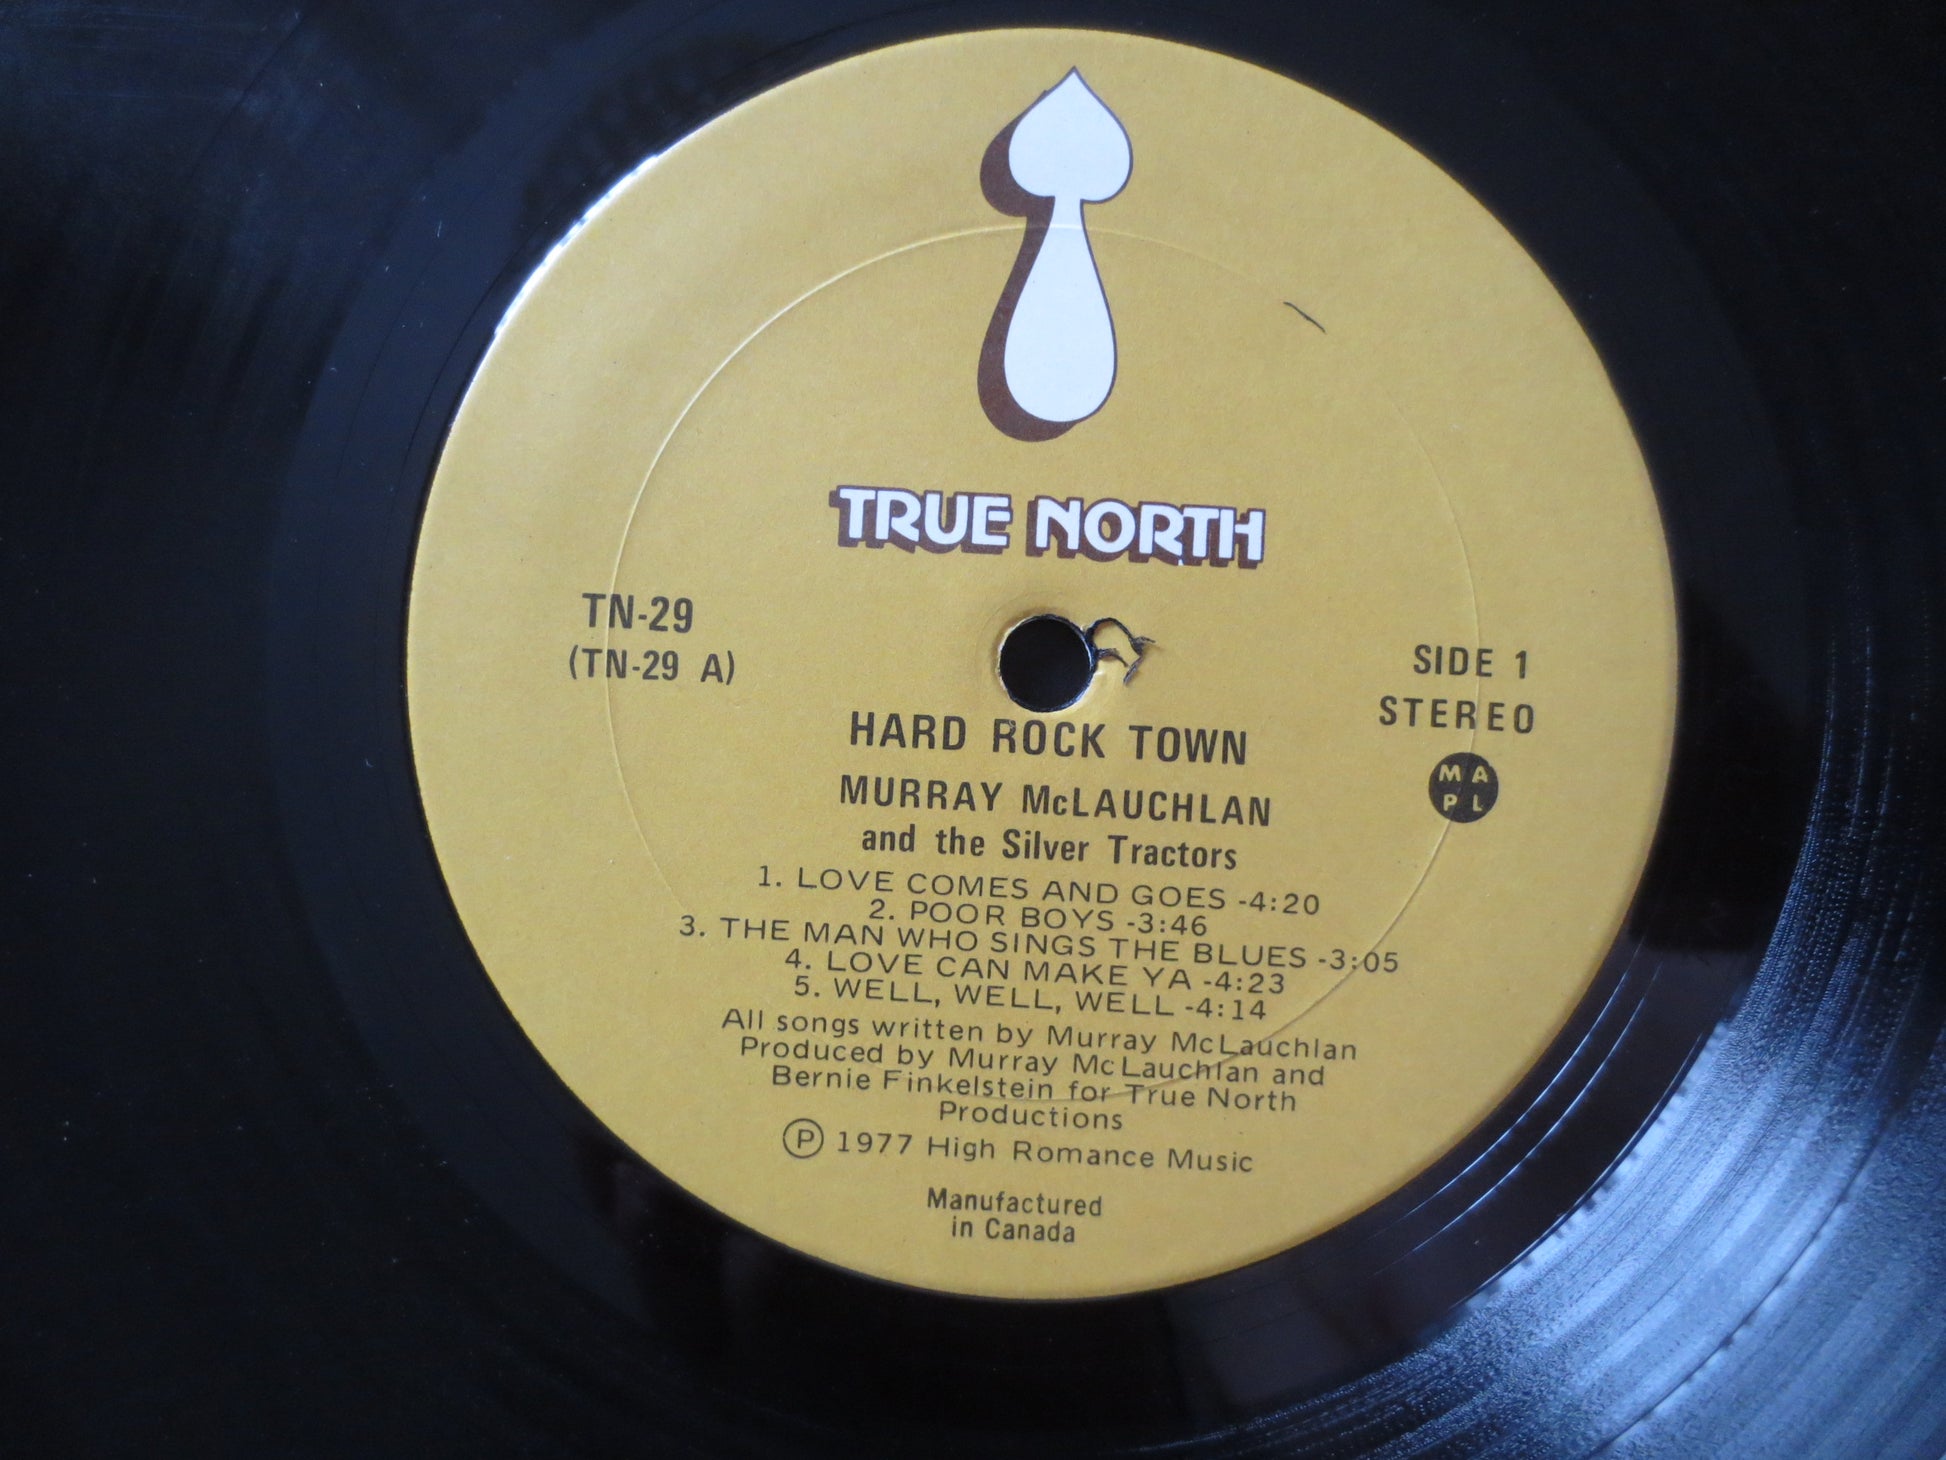 TRUE NORTH
TN-29
(TN-29 A)
SIDE 1
STEREO
M A
P L
HARD ROCK TOWN
MURRAY McLAUCHLAN
and the Silver Tractors
1. LOVE COMES AND GOES -4:20
2. POOR BOYS -3:46
3. THE MAN WHO SINGS THE BLUES -3:05
4. LOVE CAN MAKE YA -4:23
5. WELL, WELL, WELL -4:14
All songs written by Murray McLauchlan
Produced by Murray McLauchlan and
Bernie Finkelstein for True North
Productions
Ⓟ 1977 High Romance Music
Manufactured
in Canada